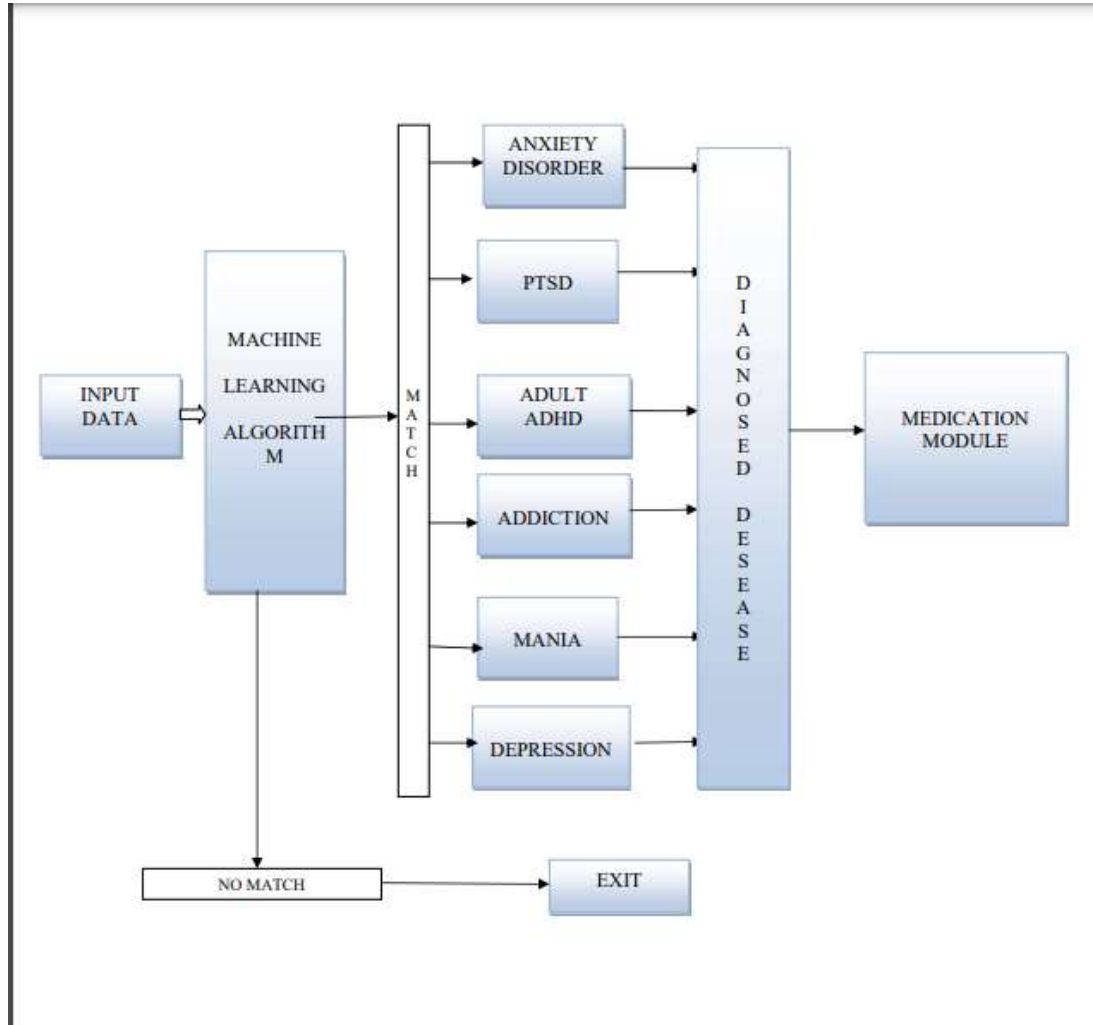 INPUT
DATA
MACHINE
LEARNING
ALGORITH
M
M
A
T
C
H
ANXIETY
DISORDER
PTSD
ADULT
ADHD
ADDICTION
MANIA
DEPRESSION
D
I
A
G
N
O
S
E
D
D
E
S
E
A
S
E
MEDICATION
MODULE
NO MATCH
EXIT